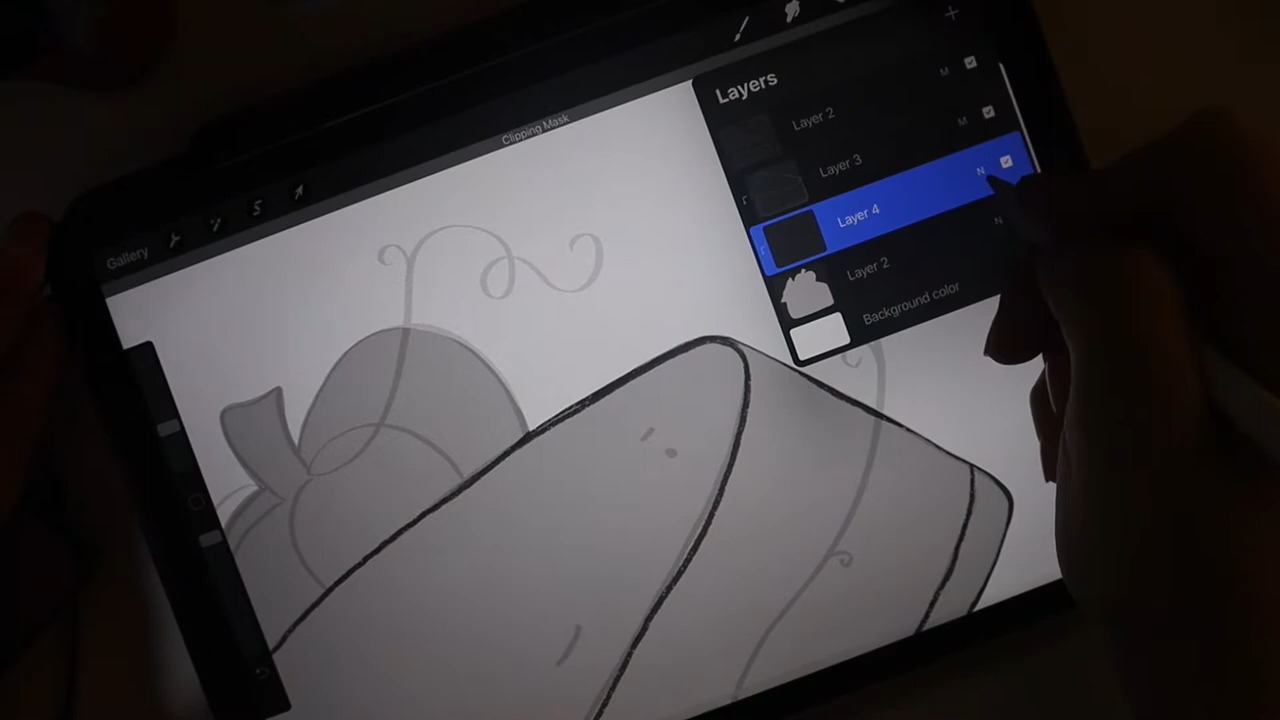 Layers
Clipping Mask
Layer 2
M
Layer 3
M
Gallery
Layer 4
N
Layer 2
N
Background color